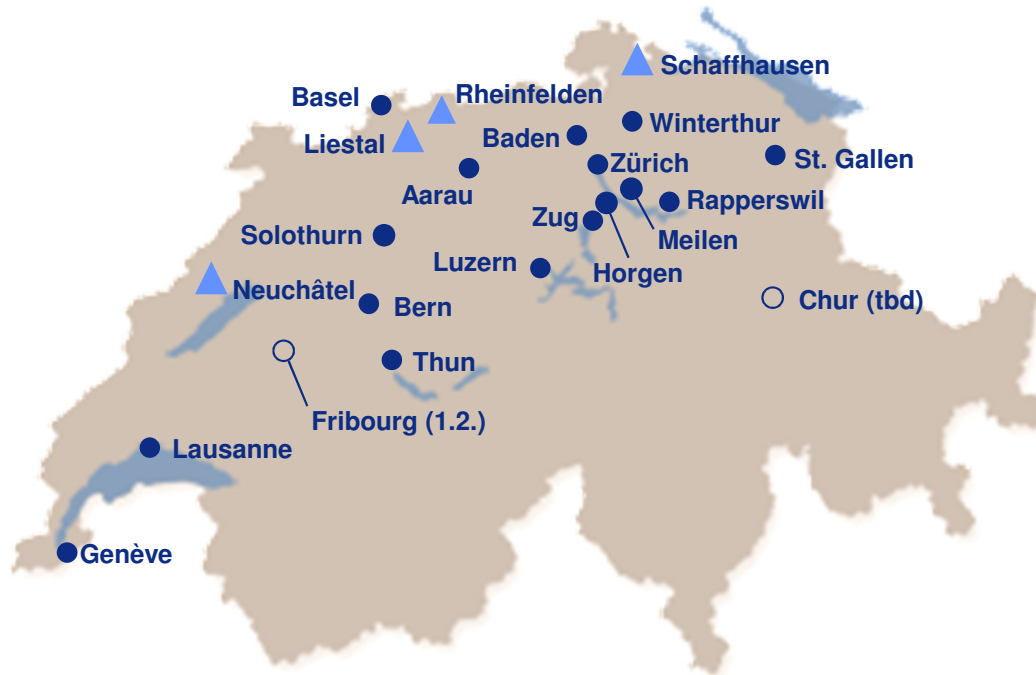 Schaffhausen
Basel
Rheinfelden
Winterthur
Liestal
Baden
St. Gallen
Zürich
Aarau
Rapperswil
Zug
Solothurn
Meilen
Luzern
Horgen
Neuchâtel
Chur (tbd)
Bern
Thun
Fribourg (1.2.)
Lausanne
Genève